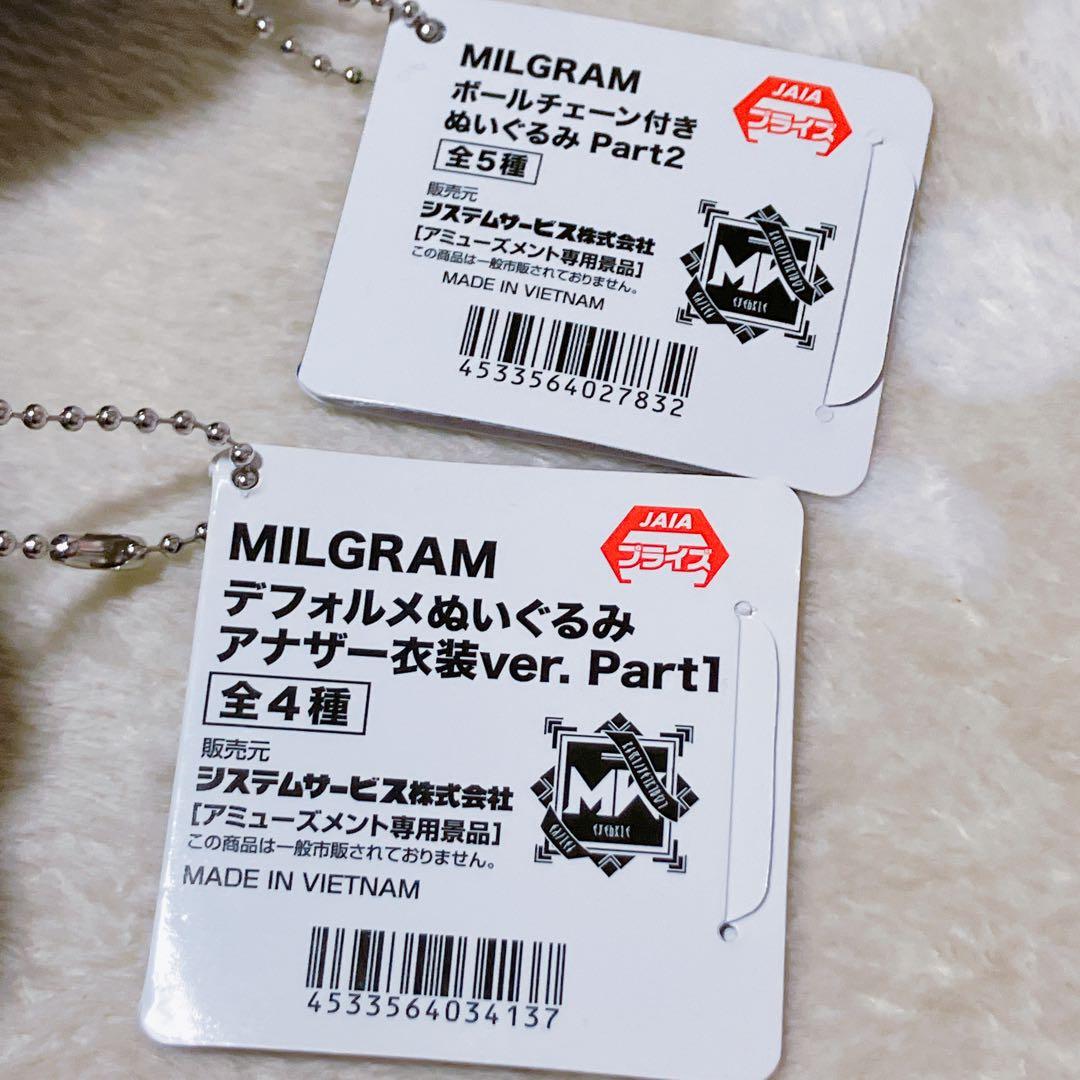 MILGRAM
ボールチェーン付き
ぬいぐるみ Part2
全5種
販売元
システムサービス株式会社
[アミューズメント専用景品]
この商品は一般市販されておりません。
MADE IN VIETNAM
4533564027832
JAIA
プライズ
MILGRAM
デフォルメぬいぐるみ
アナザー衣装ver. Part1
全4種
販売元
システムサービス株式会社
[アミューズメント専用景品]
この商品は一般市販されておりません。
MADE IN VIETNAM
4533564034137
JAIA
プライズ